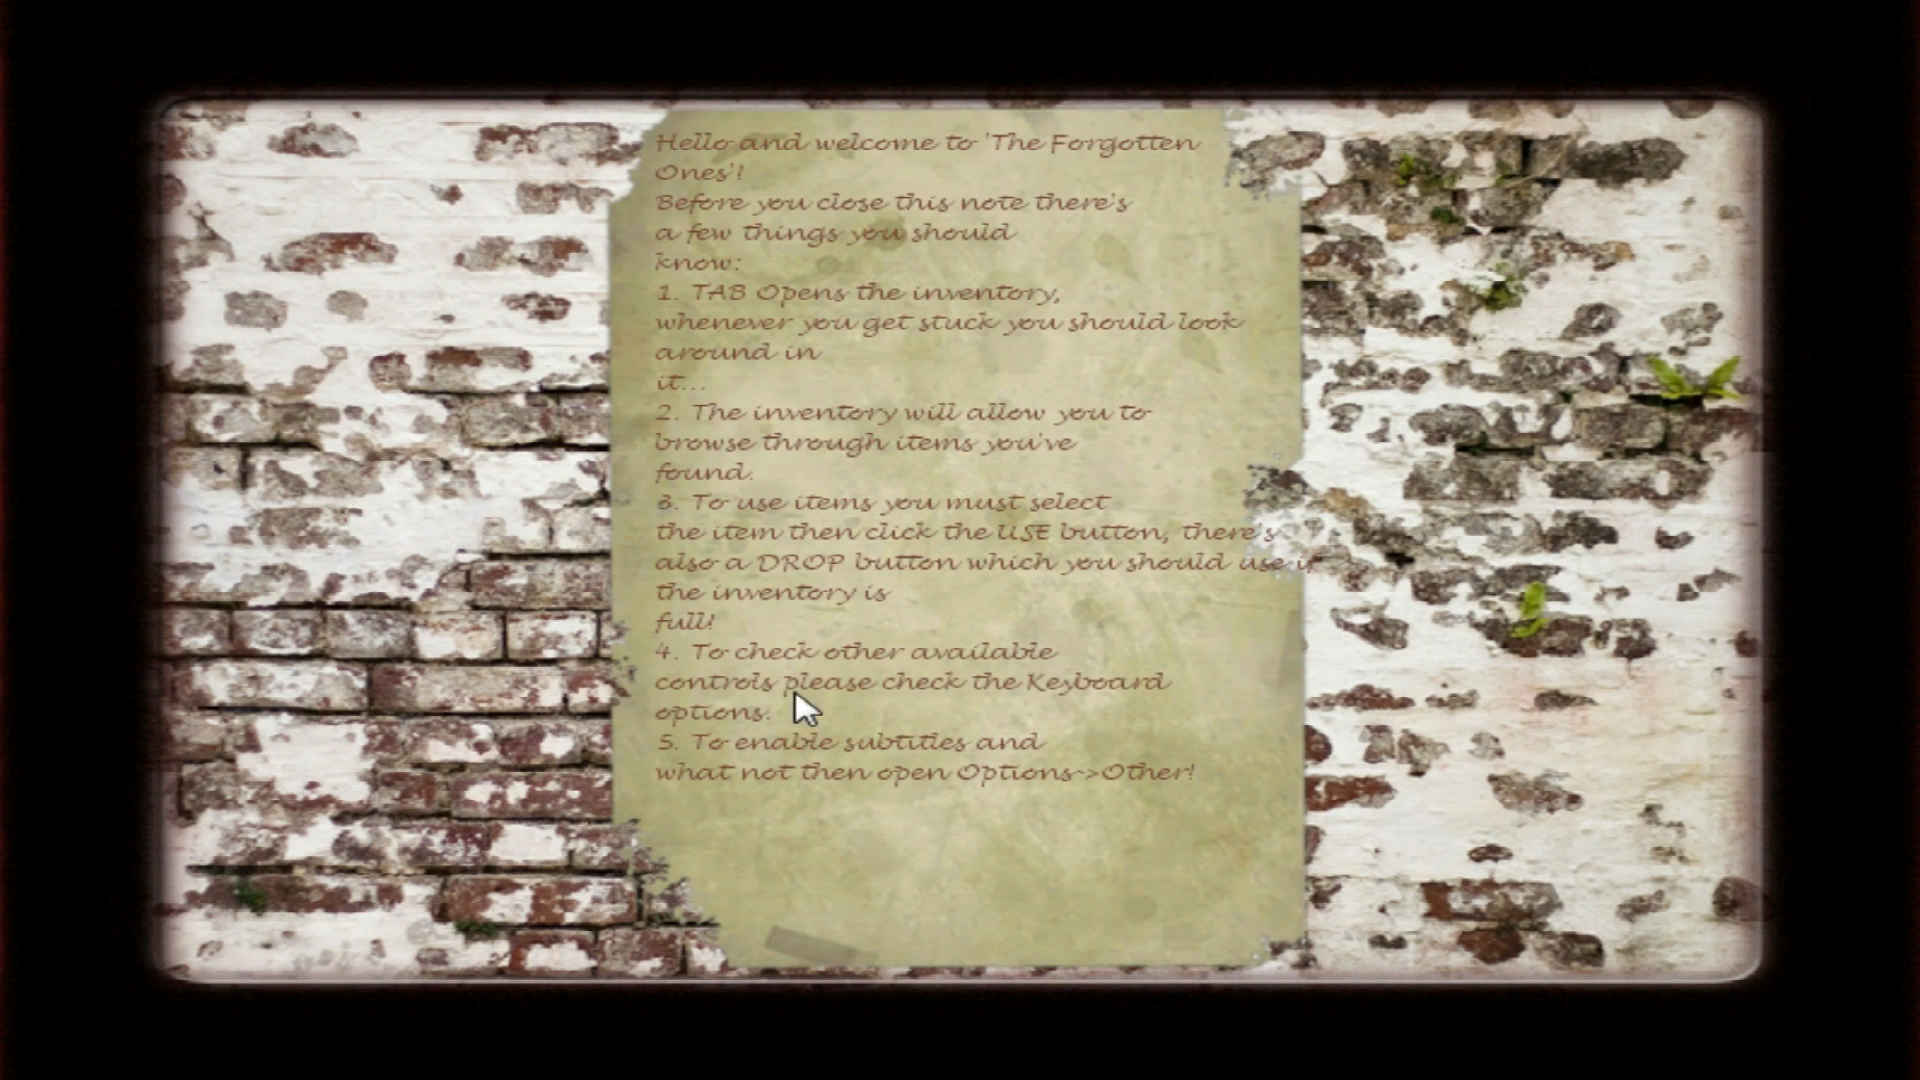 Hello and welcome to 'The Forgotten
Ones'!
Before you close this note there's
a few things you should
know:
1. TAB Opens the inventory,
whenever you get stuck you should look
around in
it...
2. The inventory will allow you to
browse through items you've
found.
3. To use items you must select
the item then click the USE button, there's
also a DROP button which you should use if
the inventory is
full!
4. To check other available
controls please check the Keyboard
options.
5. To enable subtitles and
what not then open Options->Other!